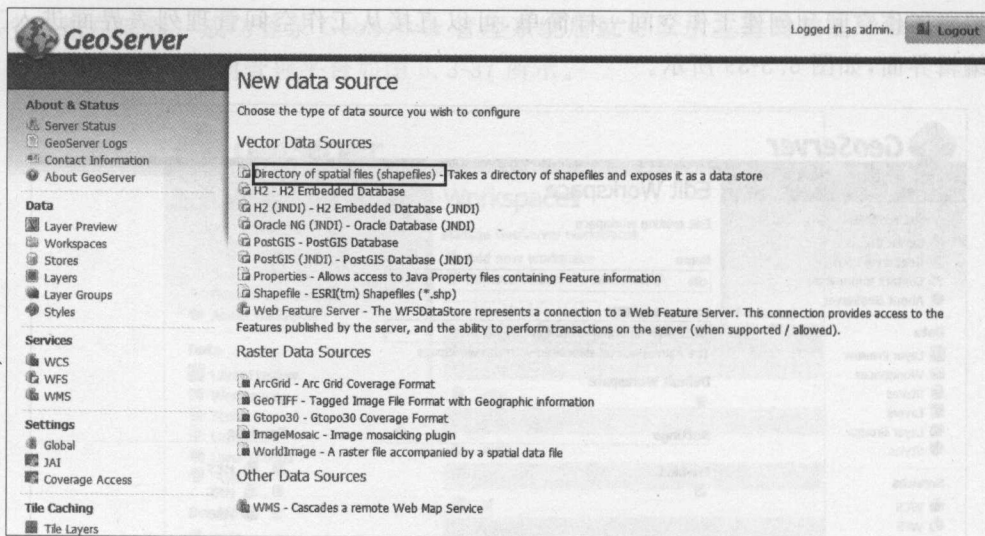 GeoServer
Logged in as admin.
Logout
About & Status
Server Status
GeoServer Logs
Contact Information
About GeoServer
Data
Layer Preview
Workspaces
Stores
Layers
Layer Groups
Styles
Services
WCS
WFS
WMS
Settings
Global
JAI
Coverage Access
Tile Caching
Tile Layers
New data source
Choose the type of data source you wish to configure
Vector Data Sources
Directory of spatial files (shapefiles) - Takes a directory of shapefiles and exposes it as a data store
H2 - H2 Embedded Database
H2 (JNDI) - H2 Embedded Database (JNDI)
Oracle NG (JNDI) - Oracle Database (JNDI)
PostGIS - PostGIS Database
PostGIS (JNDI) - PostGIS Database (JNDI)
Properties - Allows access to Java Property files containing Feature information
Shapefile - ESRI(tm) Shapefiles (*.shp)
Web Feature Server - The WFSDataStore represents a connection to a Web Feature Server. This connection provides access to the
Features published by the server, and the ability to perform transactions on the server (when supported / allowed).
Raster Data Sources
ArcGrid - Arc Grid Coverage Format
GeoTIFF - Tagged Image File Format with Geographic information
Gtopo30 - Gtopo30 Coverage Format
ImageMosaic - Image mosaicking plugin
WorldImage - A raster file accompanied by a spatial data file
Other Data Sources
WMS - Cascades a remote Web Map Service